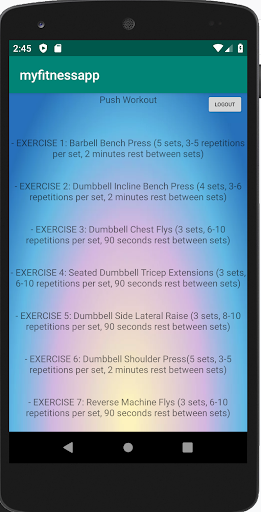 2:45
myfitnessapp
Push Workout
LOGOUT
- EXERCISE 1: Barbell Bench Press (5 sets, 3-5 repetitions
per set, 2 minutes rest between sets)
- EXERCISE 2: Dumbbell Incline Bench Press (4 sets, 3-6
repetitions per set, 2 minutes rest between sets)
- EXERCISE 3: Dumbbell Chest Flys (3 sets, 6-10
repetitions per set, 90 seconds rest between sets)
- EXERCISE 4: Seated Dumbbell Tricep Extensions (3 sets,
6-10 repetitions per set, 90 seconds rest between sets)
- EXERCISE 5: Dumbbell Side Lateral Raise (3 sets, 8-10
repetitions per set, 90 seconds rest between sets)
- EXERCISE 6: Dumbbell Shoulder Press(5 sets, 3-5
repetitions per set, 2 minutes rest between sets)
- EXERCISE 7: Reverse Machine Flys (3 sets, 6-10
repetitions per set, 90 seconds rest between sets)